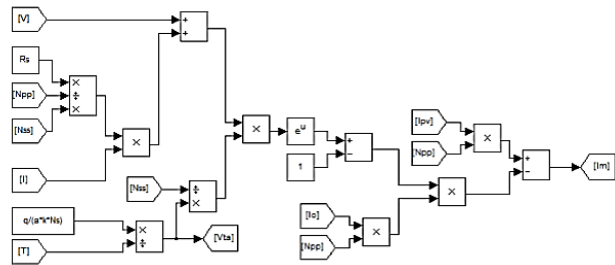 [V]
+
+
Rs
[Npp]
×
÷
×
[Nss]
×
[I]
[Nss]
÷
×
q/(a*k*Ns)
[T]
×
÷
[Vta]
×
e^u
1
+
−
[Io]
[Npp]
×
×
[Ipv]
[Npp]
×
+
−
[Im]